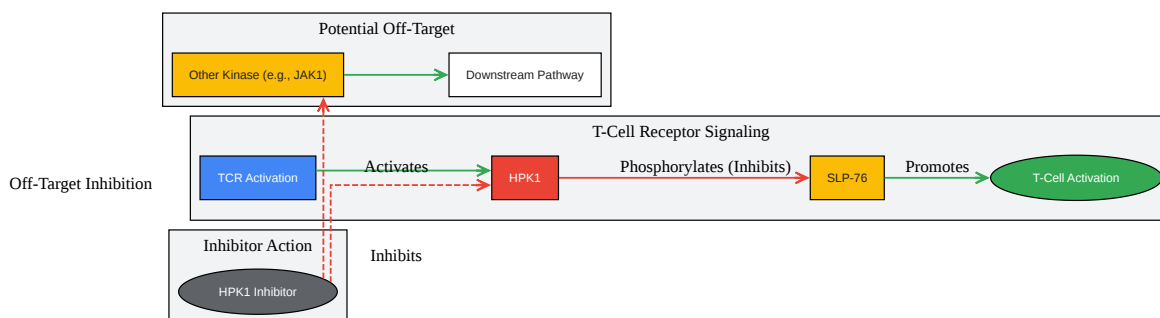 Potential Off-Target
Other Kinase (e.g., JAK1)
Downstream Pathway
T-Cell Receptor Signaling
TCR Activation
Activates
HPK1
Phosphorylates (Inhibits)
SLP-76
Promotes
T-Cell Activation
Off-Target Inhibition
Inhibitor Action
Inhibits
HPK1 Inhibitor